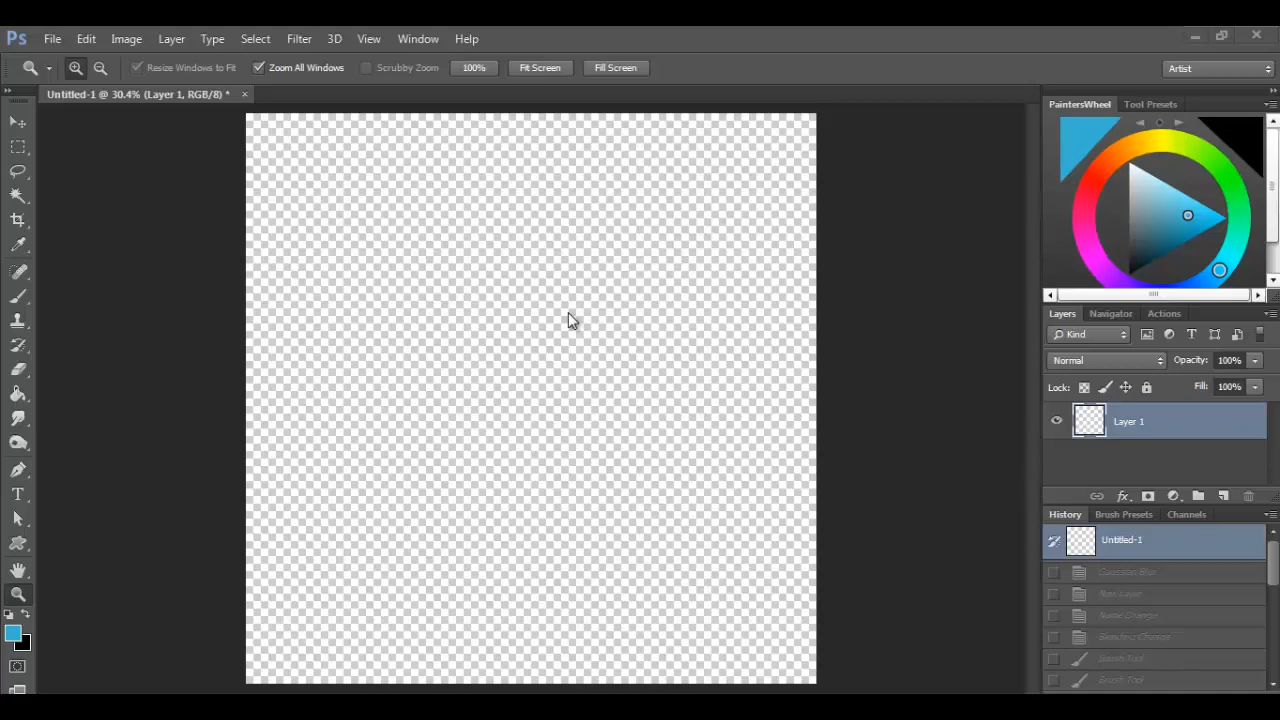 Ps File Edit Image Layer Type Select Filter 3D View Window Help
Resize Windows to Fit Zoom All Windows Scrubby Zoom 100% Fit Screen Fill Screen Artist
Untitled-1 @ 30.4% (Layer 1, RGB/8) * ×
PaintersWheel Tool Presets
Layers Navigator Actions
Kind
Normal Opacity: 100%
Lock: Fill: 100%
Layer 1
fx
History Brush Presets Channels
Untitled-1
Gaussian Blur
New Layer
Name Change
Blending Change
Brush Tool
Brush Tool